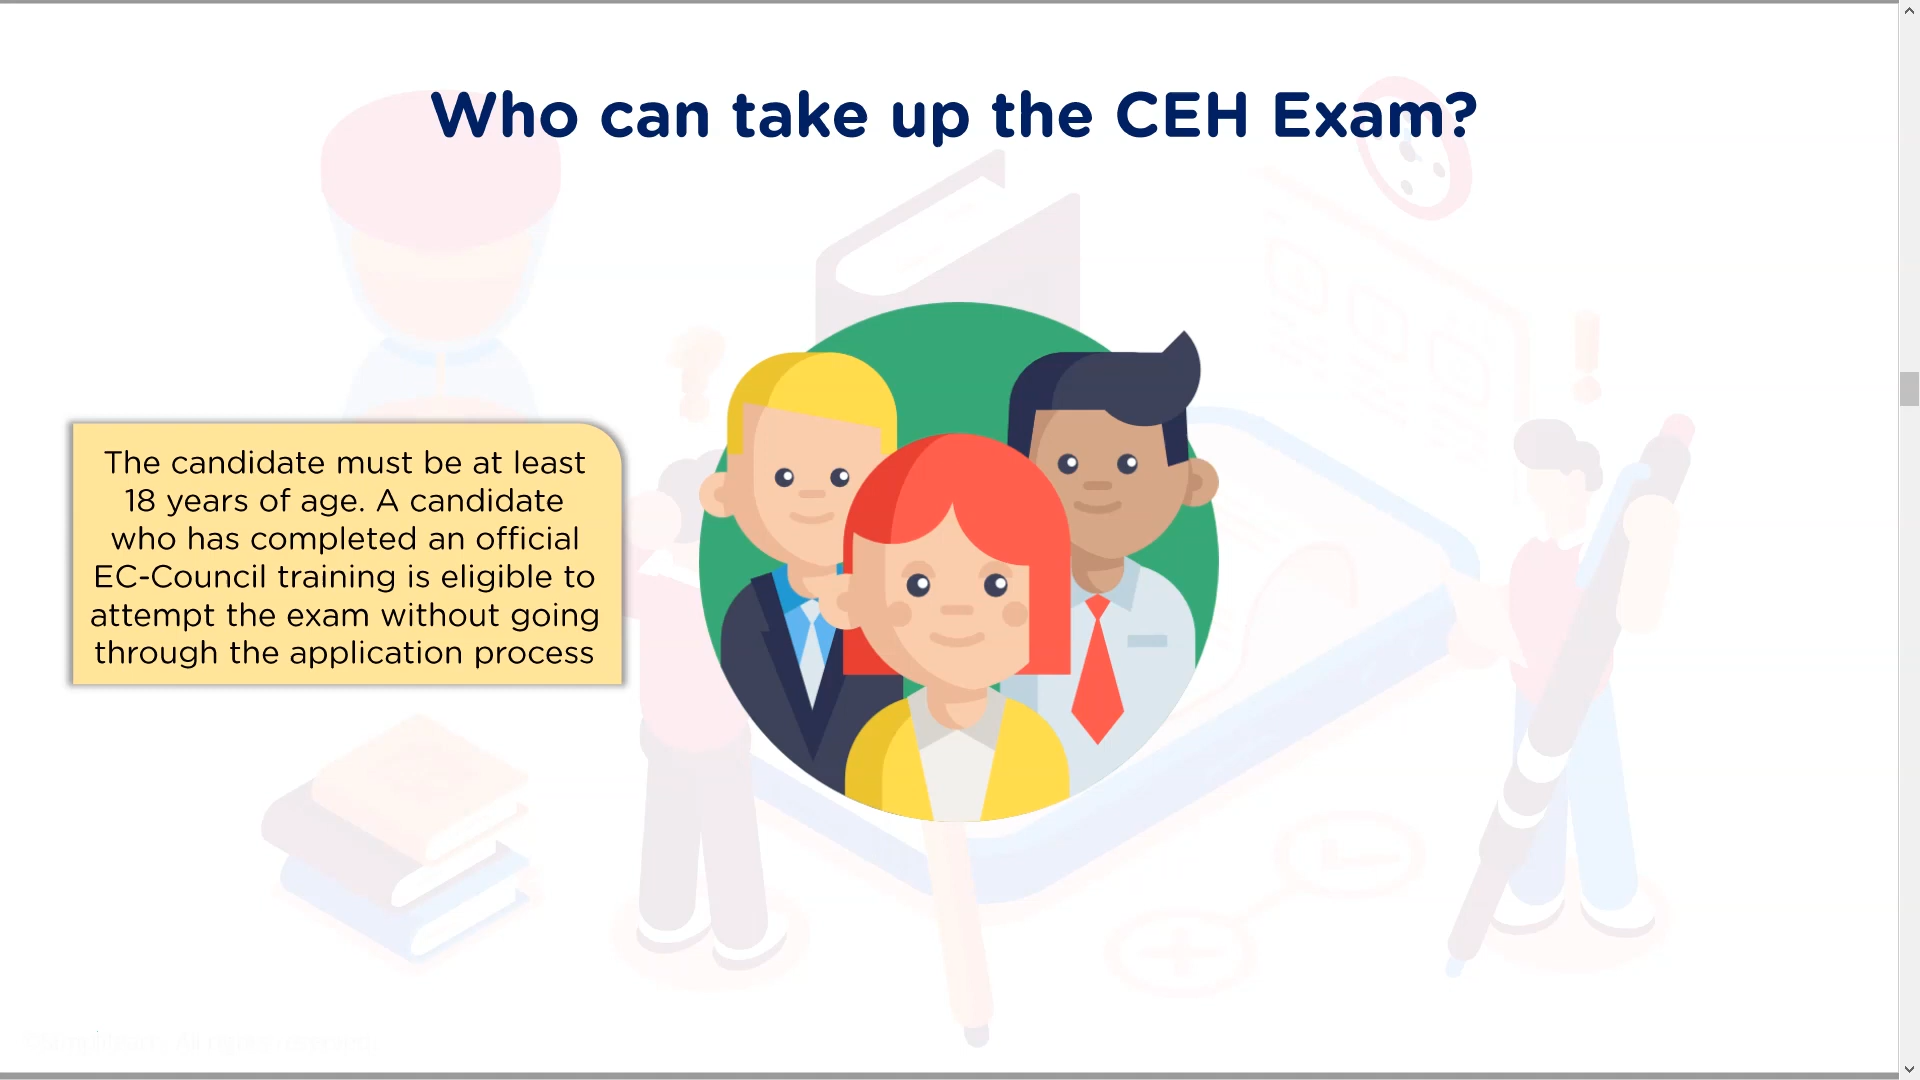 Who can take up the CEH Exam?
The candidate must be at least
18 years of age. A candidate
who has completed an official
EC-Council training is eligible to
attempt the exam without going
through the application process